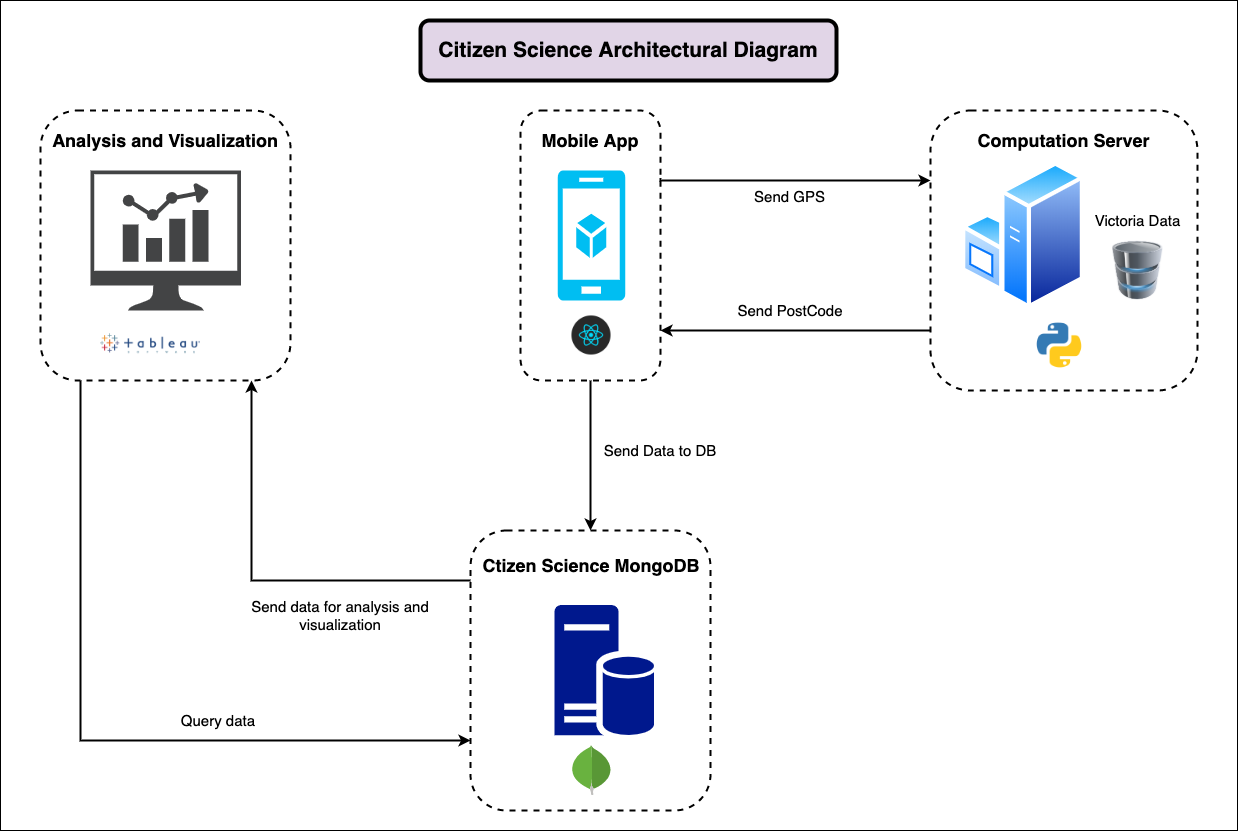 Citizen Science Architectural Diagram
Analysis and Visualization
Mobile App
Computation Server
Send GPS
Victoria Data
Send PostCode
+ableau
SOFTWARE
Send Data to DB
Ctizen Science MongoDB
Send data for analysis and
visualization
Query data